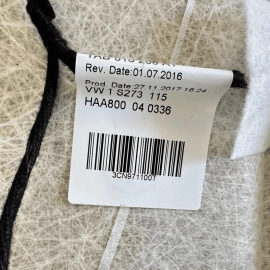 Rev. Date:01.07.2016
Prod. Date:27.11.2017 16:24
VW 1 S273 115
HAA800 04 0336
3CN9711001